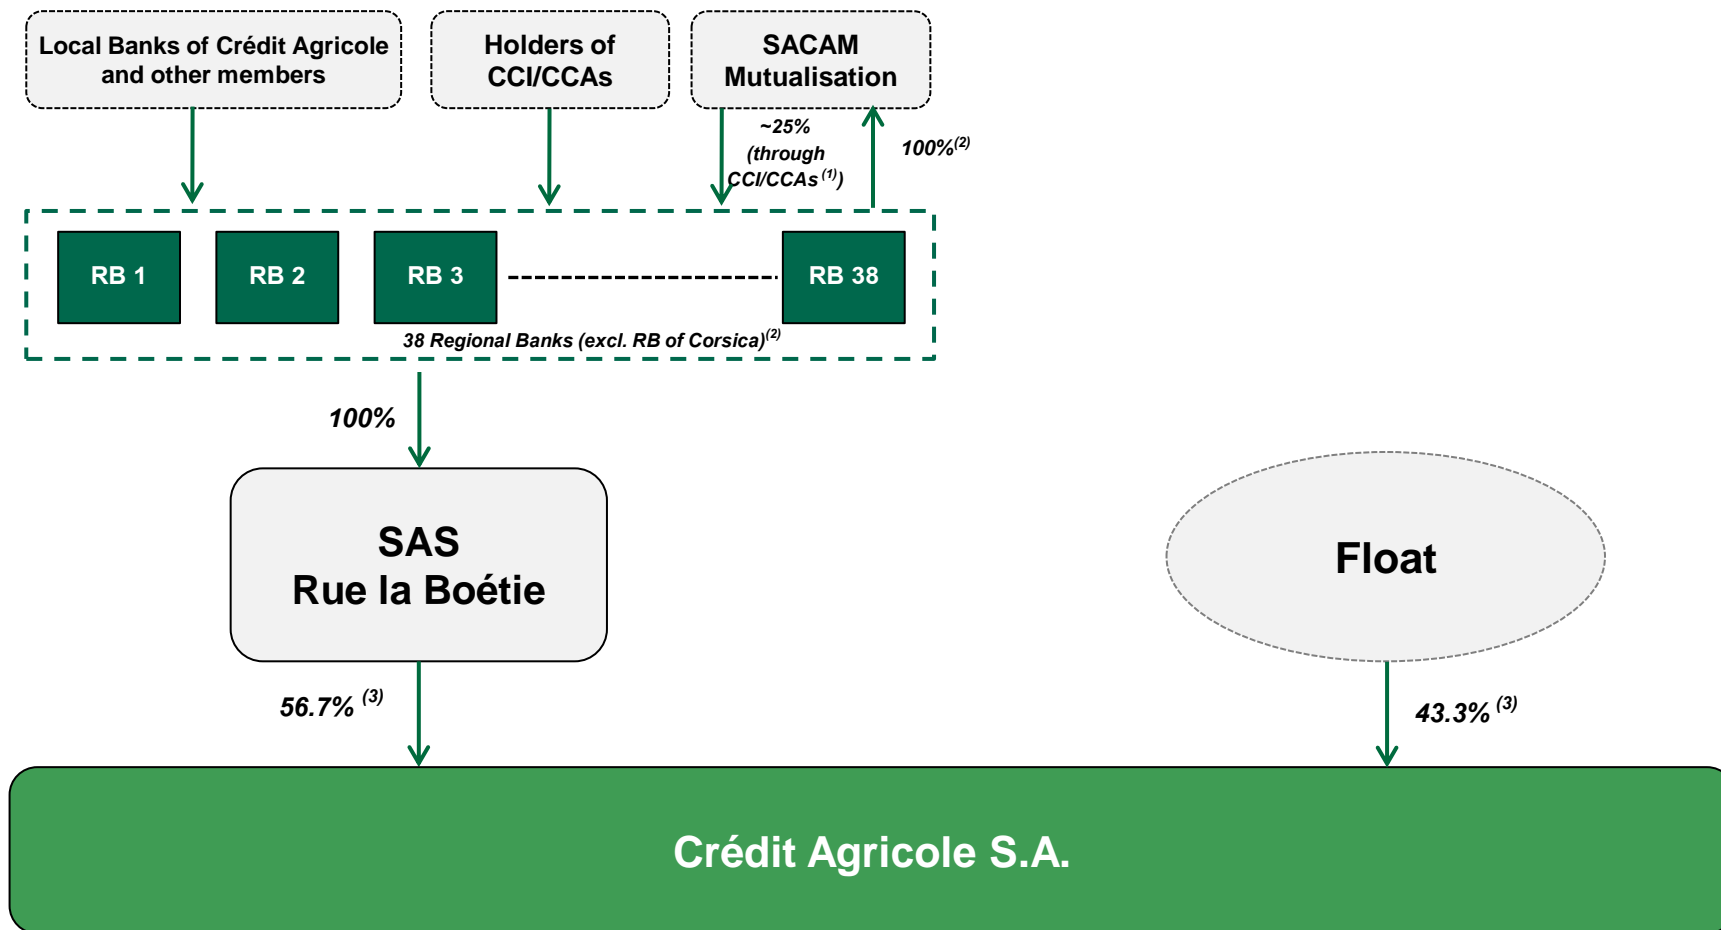 Local Banks of Crédit Agricole
and other members
Holders of
CCI/CCAs
SACAM
Mutualisation
~25%
(through
CCI/CCAs (1))
100%(2)
RB 1
RB 2
RB 3
RB 38
38 Regional Banks (excl. RB of Corsica)(2)
100%
SAS
Rue la Boétie
Float
56.7% (3)
43.3% (3)
Crédit Agricole S.A.